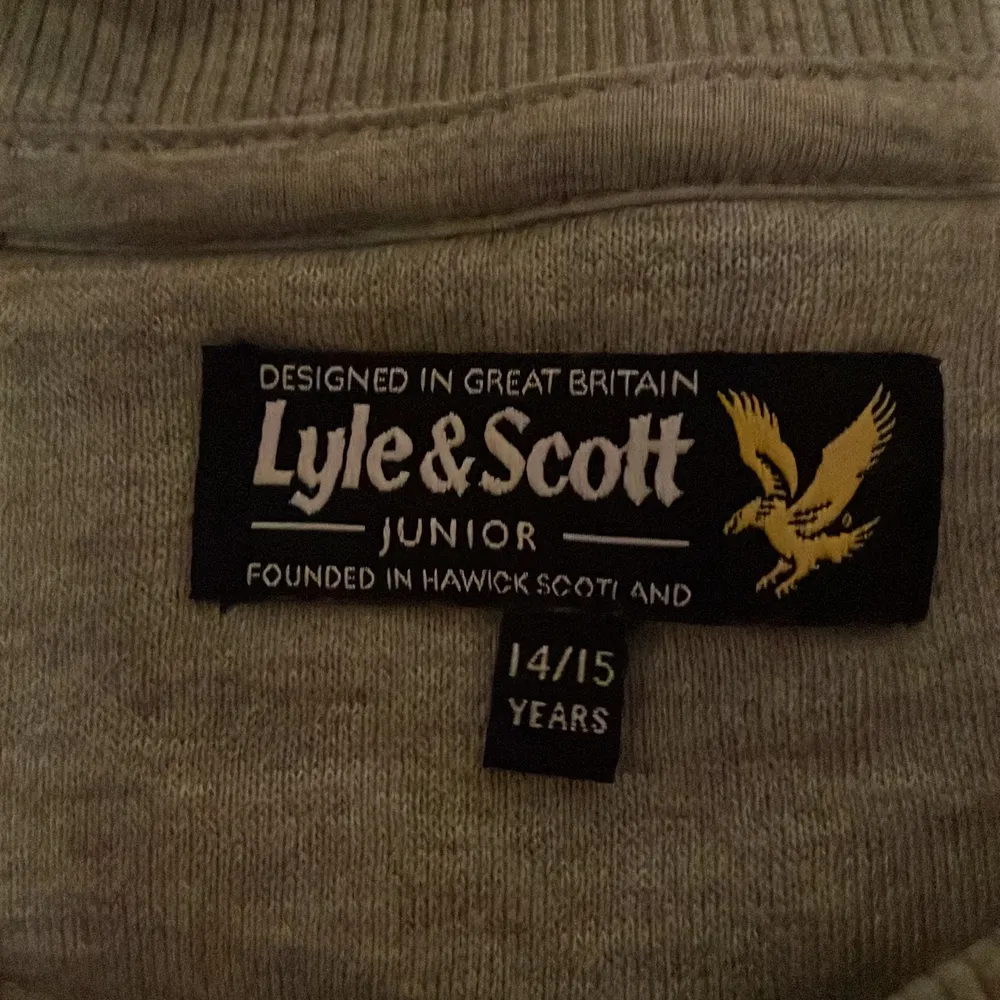 DESIGNED IN GREAT BRITAIN
Lyle & Scott
JUNIOR
FOUNDED IN HAWICK SCOTLAND
14/15
YEARS